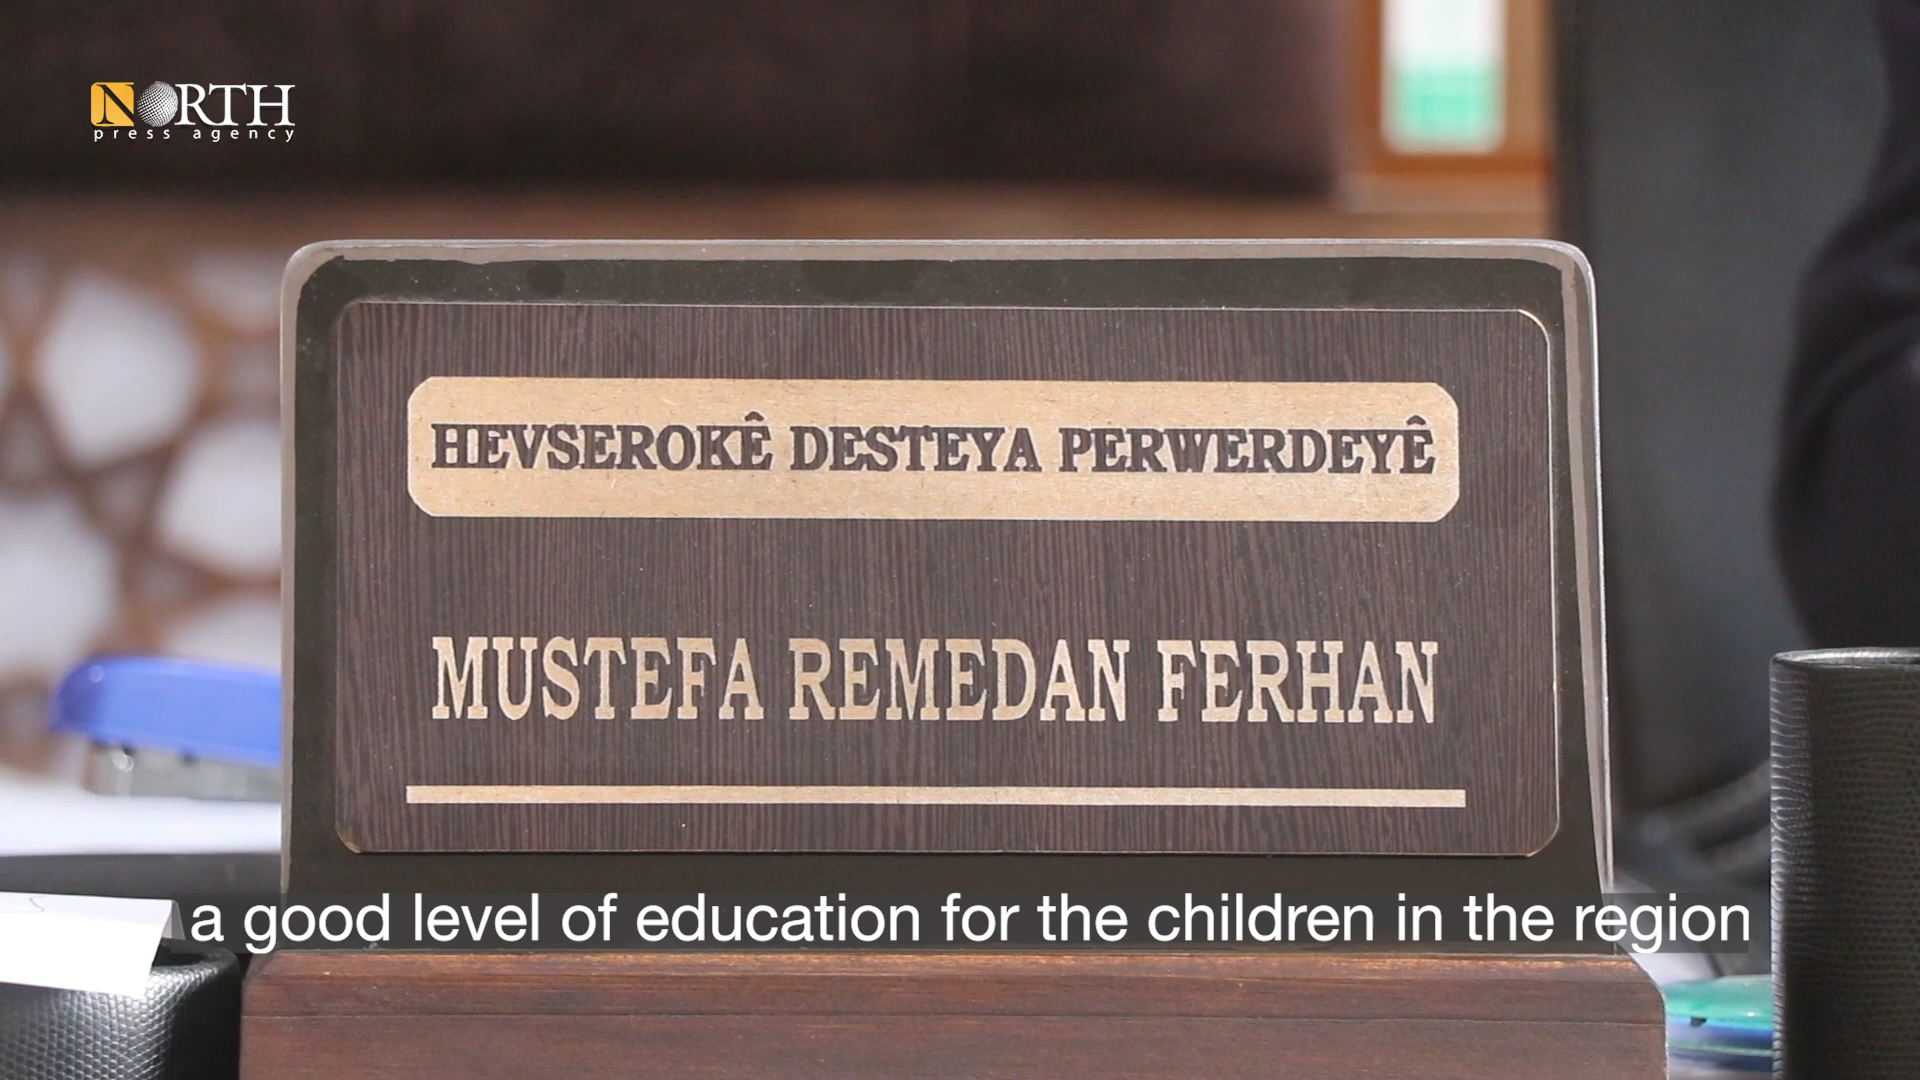 NORTH
press agency
HEVSEROKÊ DESTEYA PERWERDEYÊ
MUSTEFA REMEDAN FERHAN
a good level of education for the children in the region